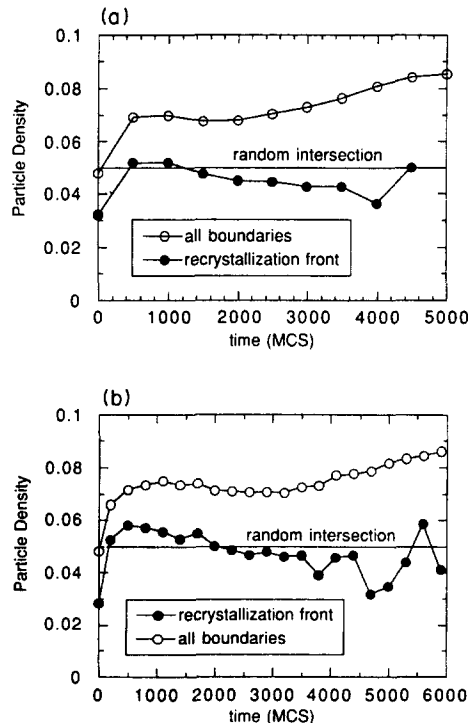 (a)
0.1
0.08
0.06
0.04
0.02
0
Particle Density
random intersection
all boundaries
recrystallization front
0 1000 2000 3000 4000 5000
time (MCS)
(b)
0.1
0.08
0.06
0.04
0.02
0
Particle Density
random intersection
recrystallization front
all boundaries
0 1000 2000 3000 4000 5000 6000
time (MCS)